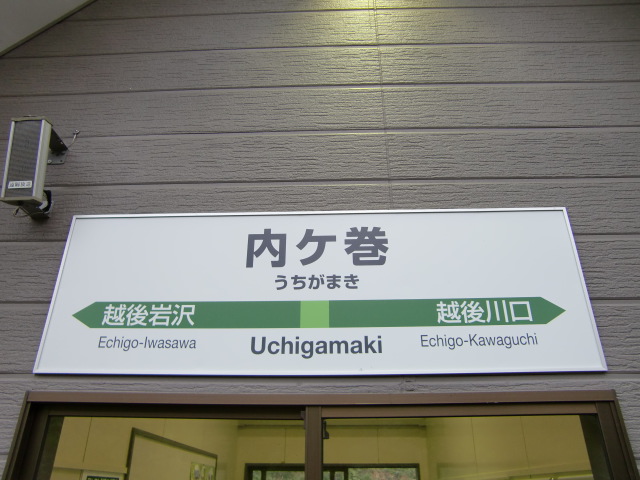 内ケ巻
うちがまき
越後岩沢 越後川口
Echigo-Iwasawa Uchigamaki Echigo-Kawaguchi